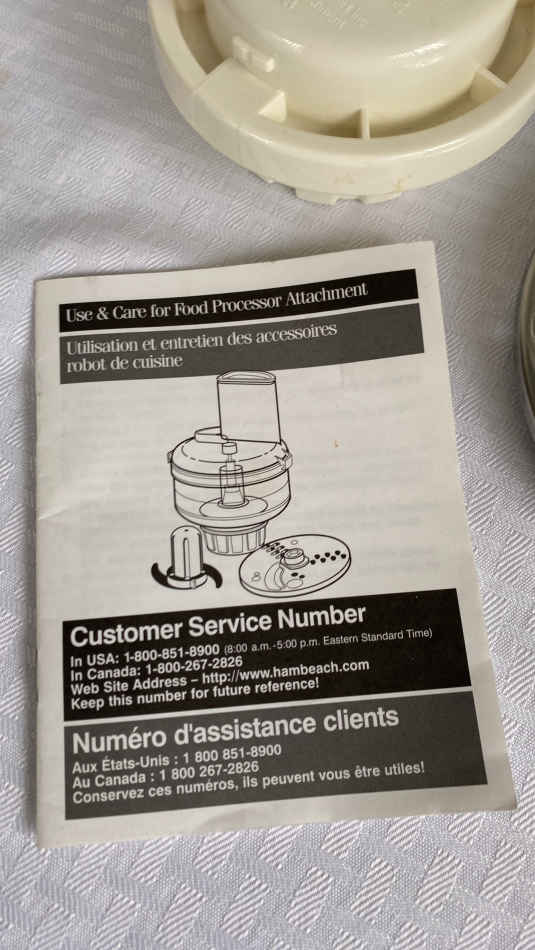 Use & Care for Food Processor Attachment
Utilisation et entretien des accessoires
robot de cuisine
Customer Service Number
In USA: 1-800-851-8900 (8:00 a.m.-5:00 p.m. Eastern Standard Time)
In Canada: 1-800-267-2826
Web Site Address – http://www.hambeach.com
Keep this number for future reference!
Numéro d'assistance clients
Aux États-Unis : 1 800 851-8900
Au Canada : 1 800 267-2826
Conservez ces numéros, ils peuvent vous être utiles!